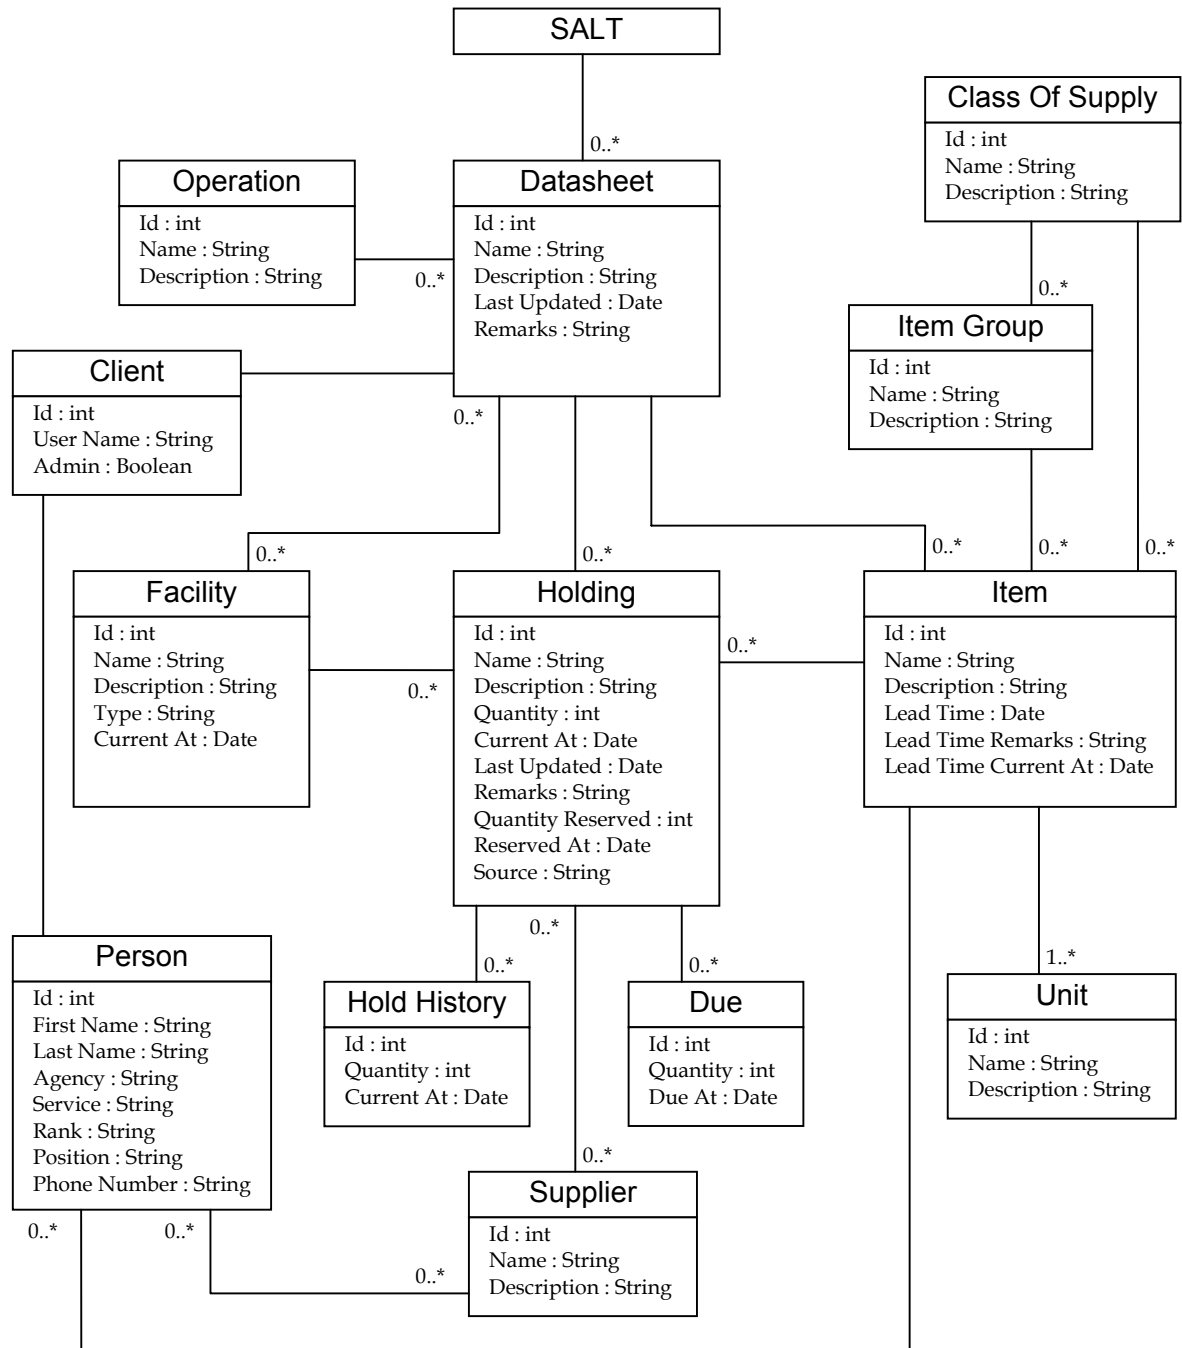 SALT
0..*
Class Of Supply
Id : int
Name : String
Description : String
Operation
Id : int
Name : String
Description : String
0..*
Datasheet
Id : int
Name : String
Description : String
Last Updated : Date
Remarks : String
0..*
Item Group
Id : int
Name : String
Description : String
Client
Id : int
User Name : String
Admin : Boolean
0..*
0..*
0..*
0..*
0..*
0..*
Facility
Id : int
Name : String
Description : String
Type : String
Current At : Date
0..*
Holding
Id : int
Name : String
Description : String
Quantity : int
Current At : Date
Last Updated : Date
Remarks : String
Quantity Reserved : int
Reserved At : Date
Source : String
0..*
Item
Id : int
Name : String
Description : String
Lead Time : Date
Lead Time Remarks : String
Lead Time Current At : Date
0..*
0..*
0..*
1..*
Person
Id : int
First Name : String
Last Name : String
Agency : String
Service : String
Rank : String
Position : String
Phone Number : String
Hold History
Id : int
Quantity : int
Current At : Date
Due
Id : int
Quantity : int
Due At : Date
Unit
Id : int
Name : String
Description : String
0..*
0..*
0..*
0..*
Supplier
Id : int
Name : String
Description : String